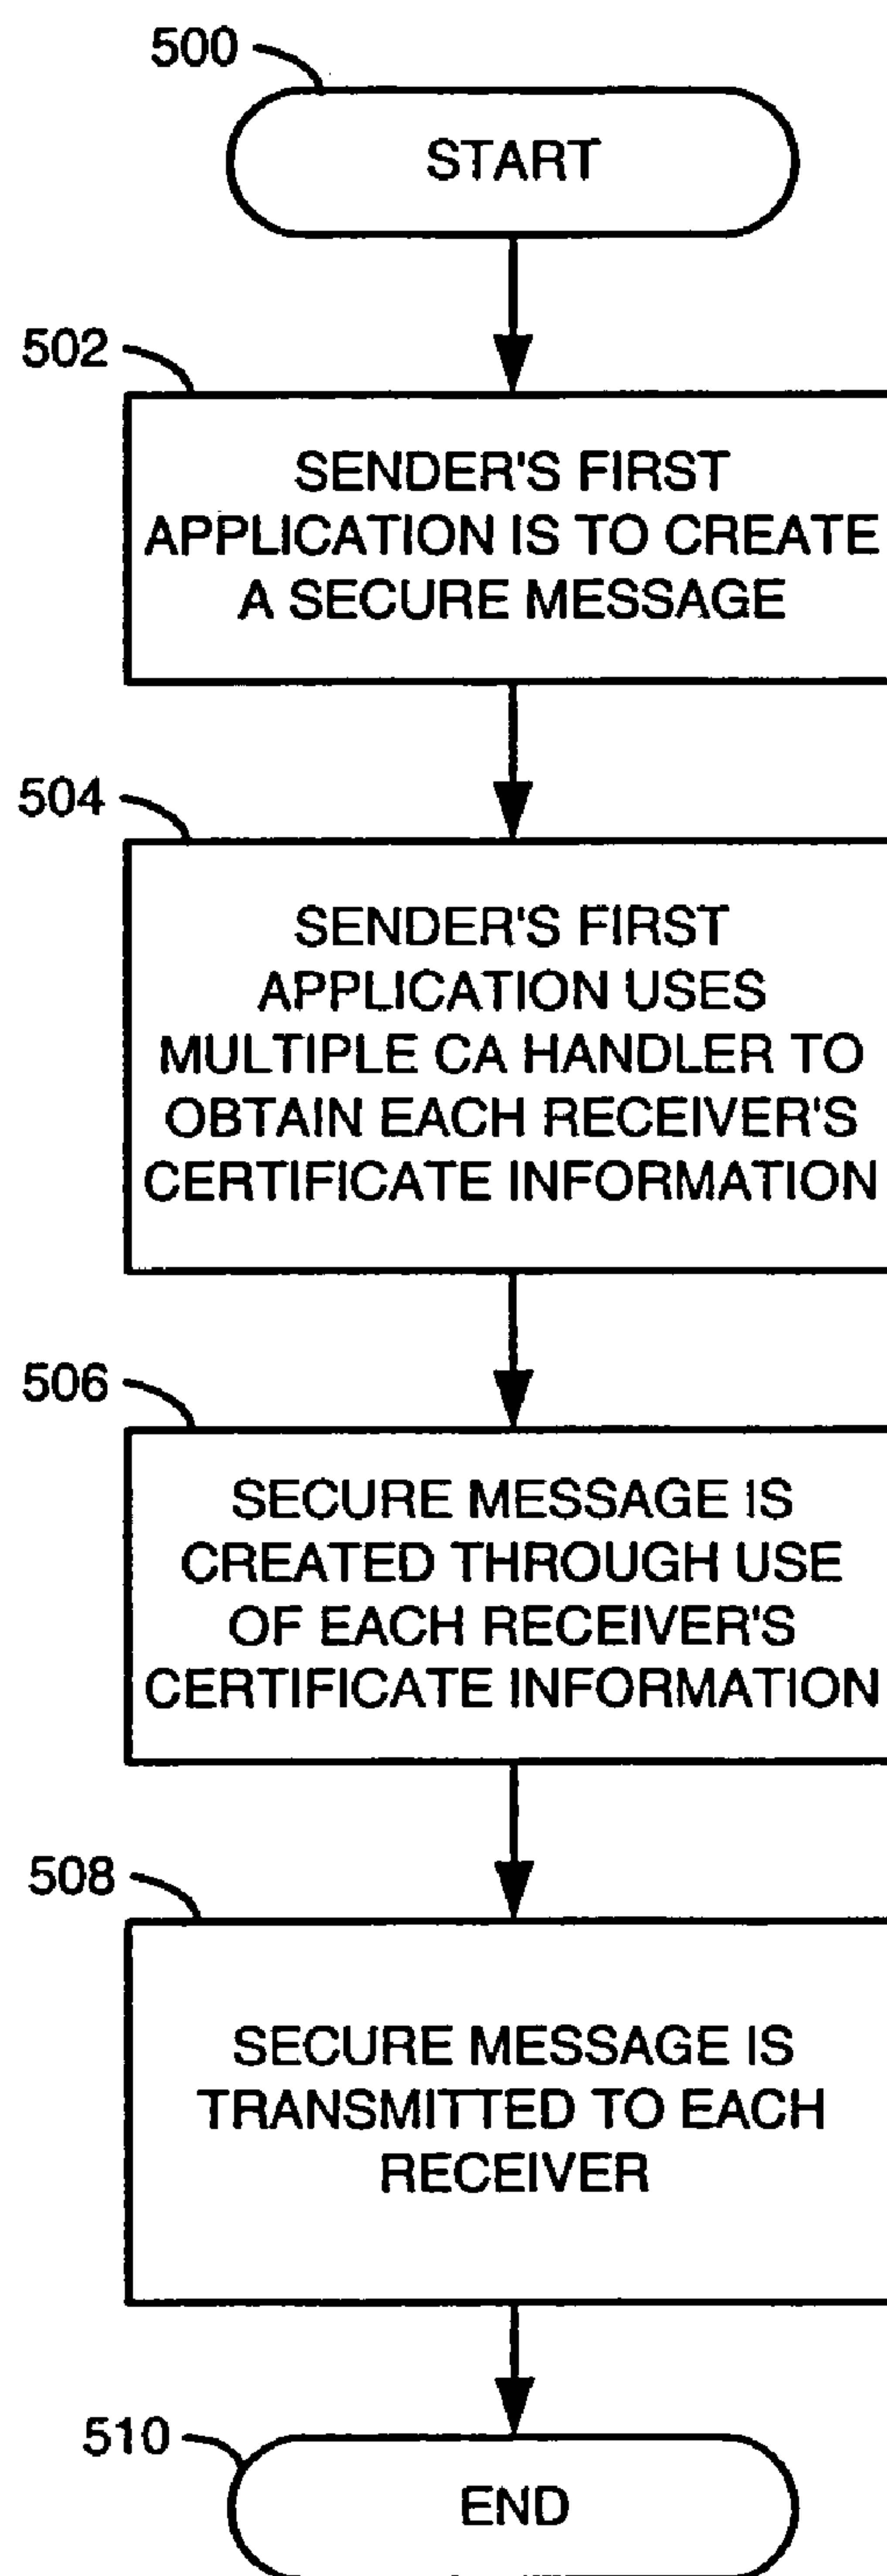 500
START
502
SENDER'S FIRST
APPLICATION IS TO CREATE
A SECURE MESSAGE
504
SENDER'S FIRST
APPLICATION USES
MULTIPLE CA HANDLER TO
OBTAIN EACH RECEIVER'S
CERTIFICATE INFORMATION
506
SECURE MESSAGE IS
CREATED THROUGH USE
OF EACH RECEIVER'S
CERTIFICATE INFORMATION
508
SECURE MESSAGE IS
TRANSMITTED TO EACH
RECEIVER
510
END